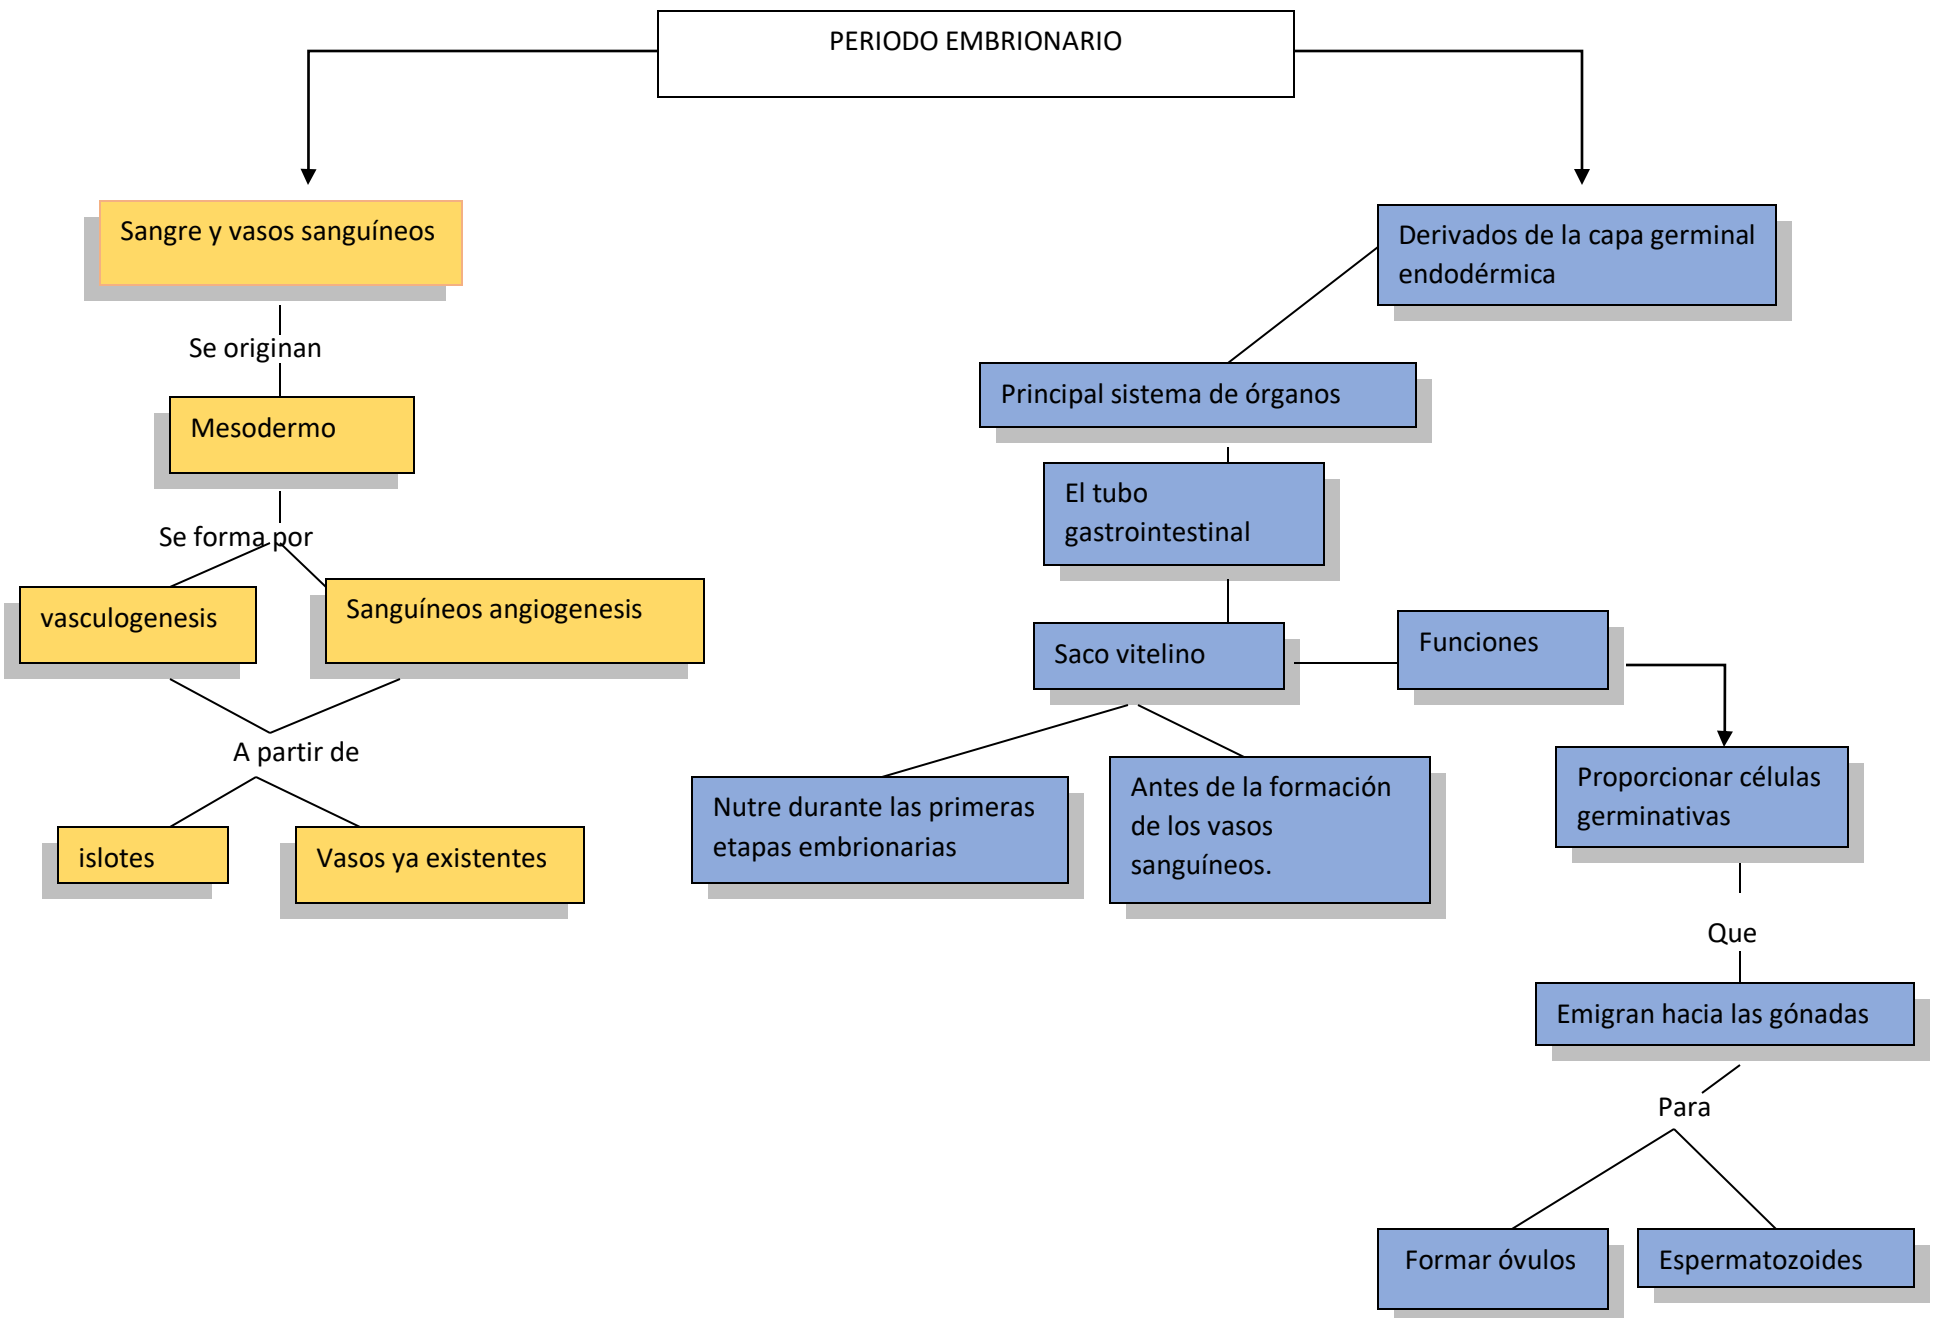 PERIODO EMBRIONARIO
Sangre y vasos sanguíneos
Se originan
Mesodermo
Se forma por
vasculogenesis
Sanguíneos angiogenesis
A partir de
islotes
Vasos ya existentes
Derivados de la capa germinal
endodérmica
Principal sistema de órganos
El tubo
gastrointestinal
Saco vitelino
Funciones
Nutre durante las primeras
etapas embrionarias
Antes de la formación
de los vasos
sanguíneos.
Proporcionar células
germinativas
Que
Emigran hacia las gónadas
Para
Formar óvulos
Espermatozoides